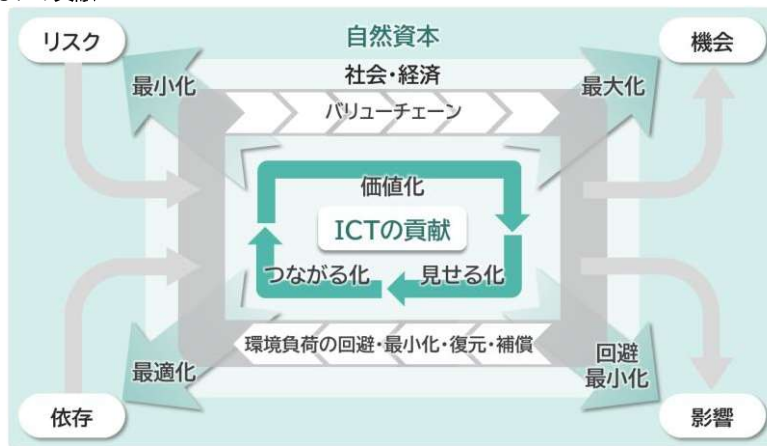 リスク
自然資本
機会
社会・経済
最小化
最大化
バリューチェーン
価値化
ICTの貢献
つながる化
見せる化
環境負荷の回避・最小化・復元・補償
最適化
回避
最小化
依存
影響